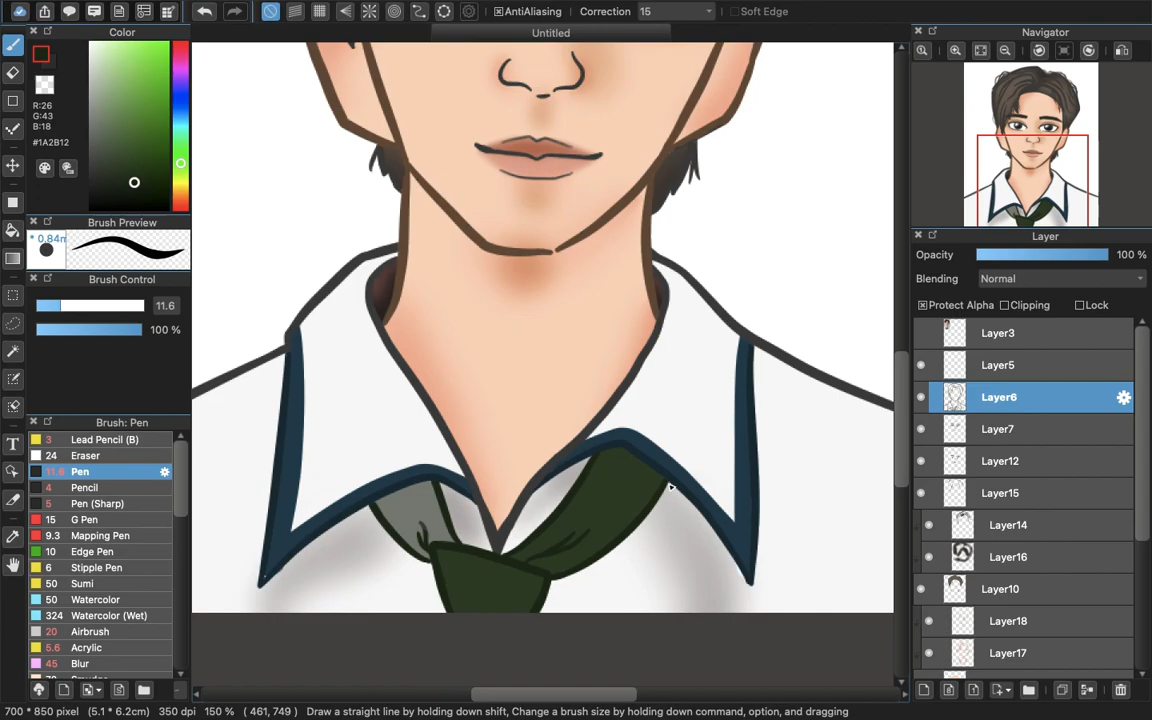 AntiAliasing Correction 15 Soft Edge
Color
Untitled
Navigator
R:26
G:43
B:18
#1A2B12
Brush Preview
* 0.84m
Layer
Opacity 100 %
Brush Control
Blending Normal
11.6
Protect Alpha Clipping Lock
100 %
Layer3
Layer5
Layer6
Layer7
Layer12
Layer15
Layer14
Layer16
Layer10
Layer18
Layer17
Brush: Pen
3 Lead Pencil (B)
24 Eraser
11.6 Pen
4 Pencil
5 Pen (Sharp)
15 G Pen
9.3 Mapping Pen
10 Edge Pen
6 Stipple Pen
50 Sumi
50 Watercolor
324 Watercolor (Wet)
20 Airbrush
5.6 Acrylic
45 Blur
T
700 * 850 pixel (5.1 * 6.2cm) 350 dpi 150 % ( 461, 749 ) Draw a straight line by holding down shift, Change a brush size by holding down command, option, and dragging